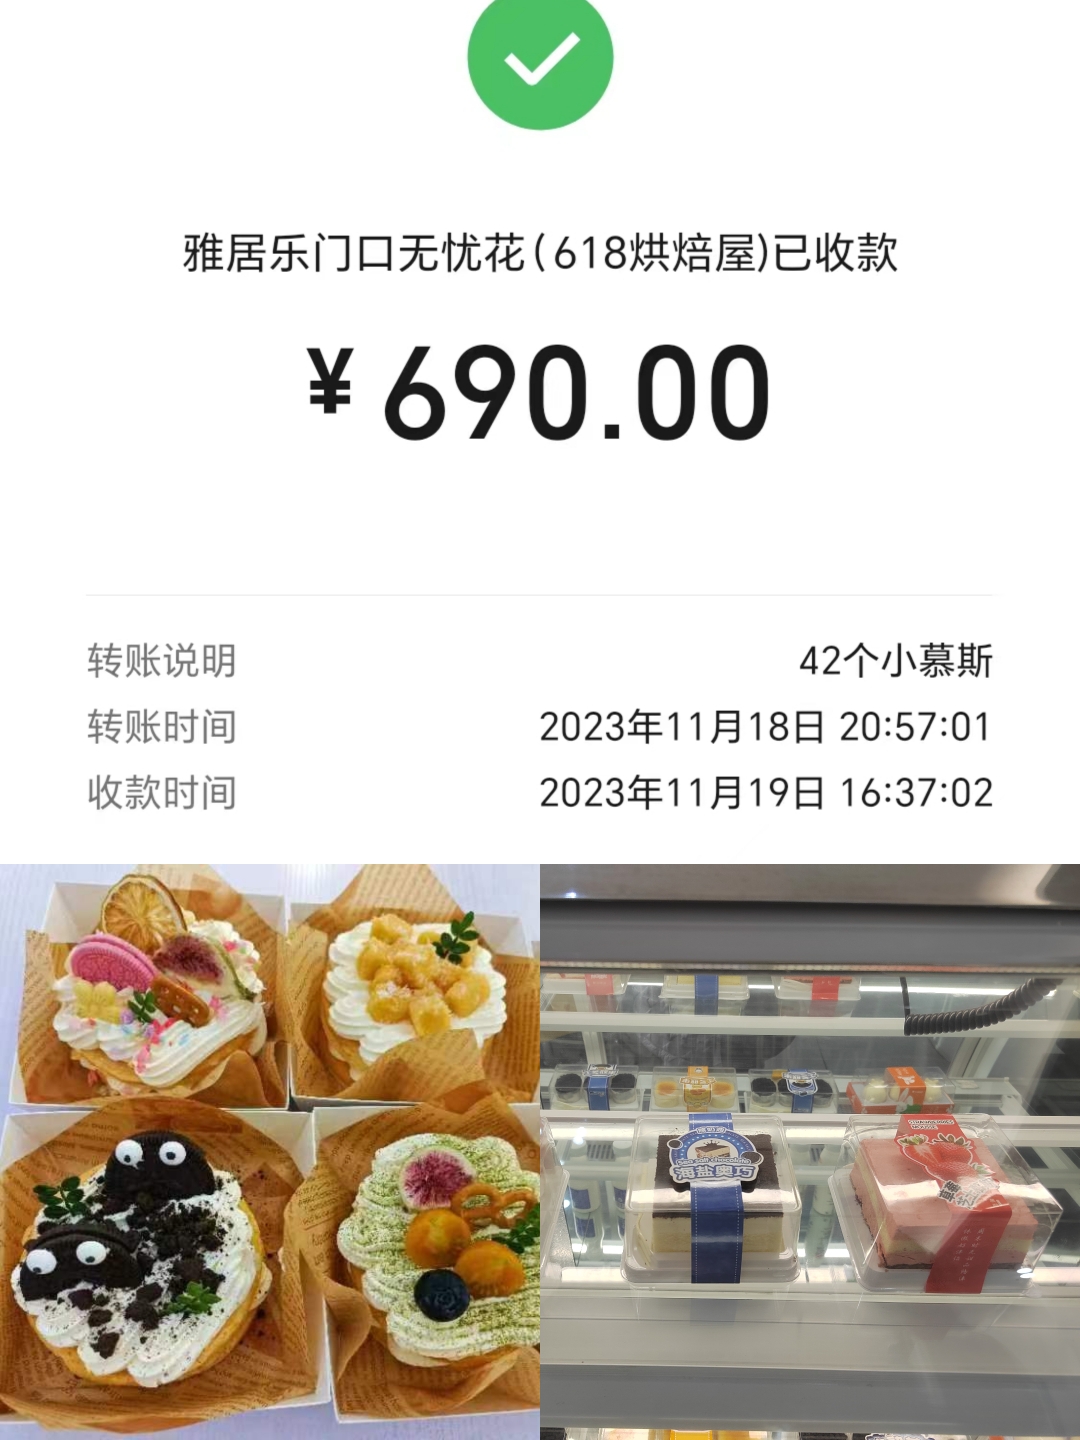 雅居乐门口无忧花(618烘焙屋)已收款
¥690.00
转账说明 42个小慕斯
转账时间 2023年11月18日 20:57:01
收款时间 2023年11月19日 16:37:02
Sea salt chocolate
海盐奥巧